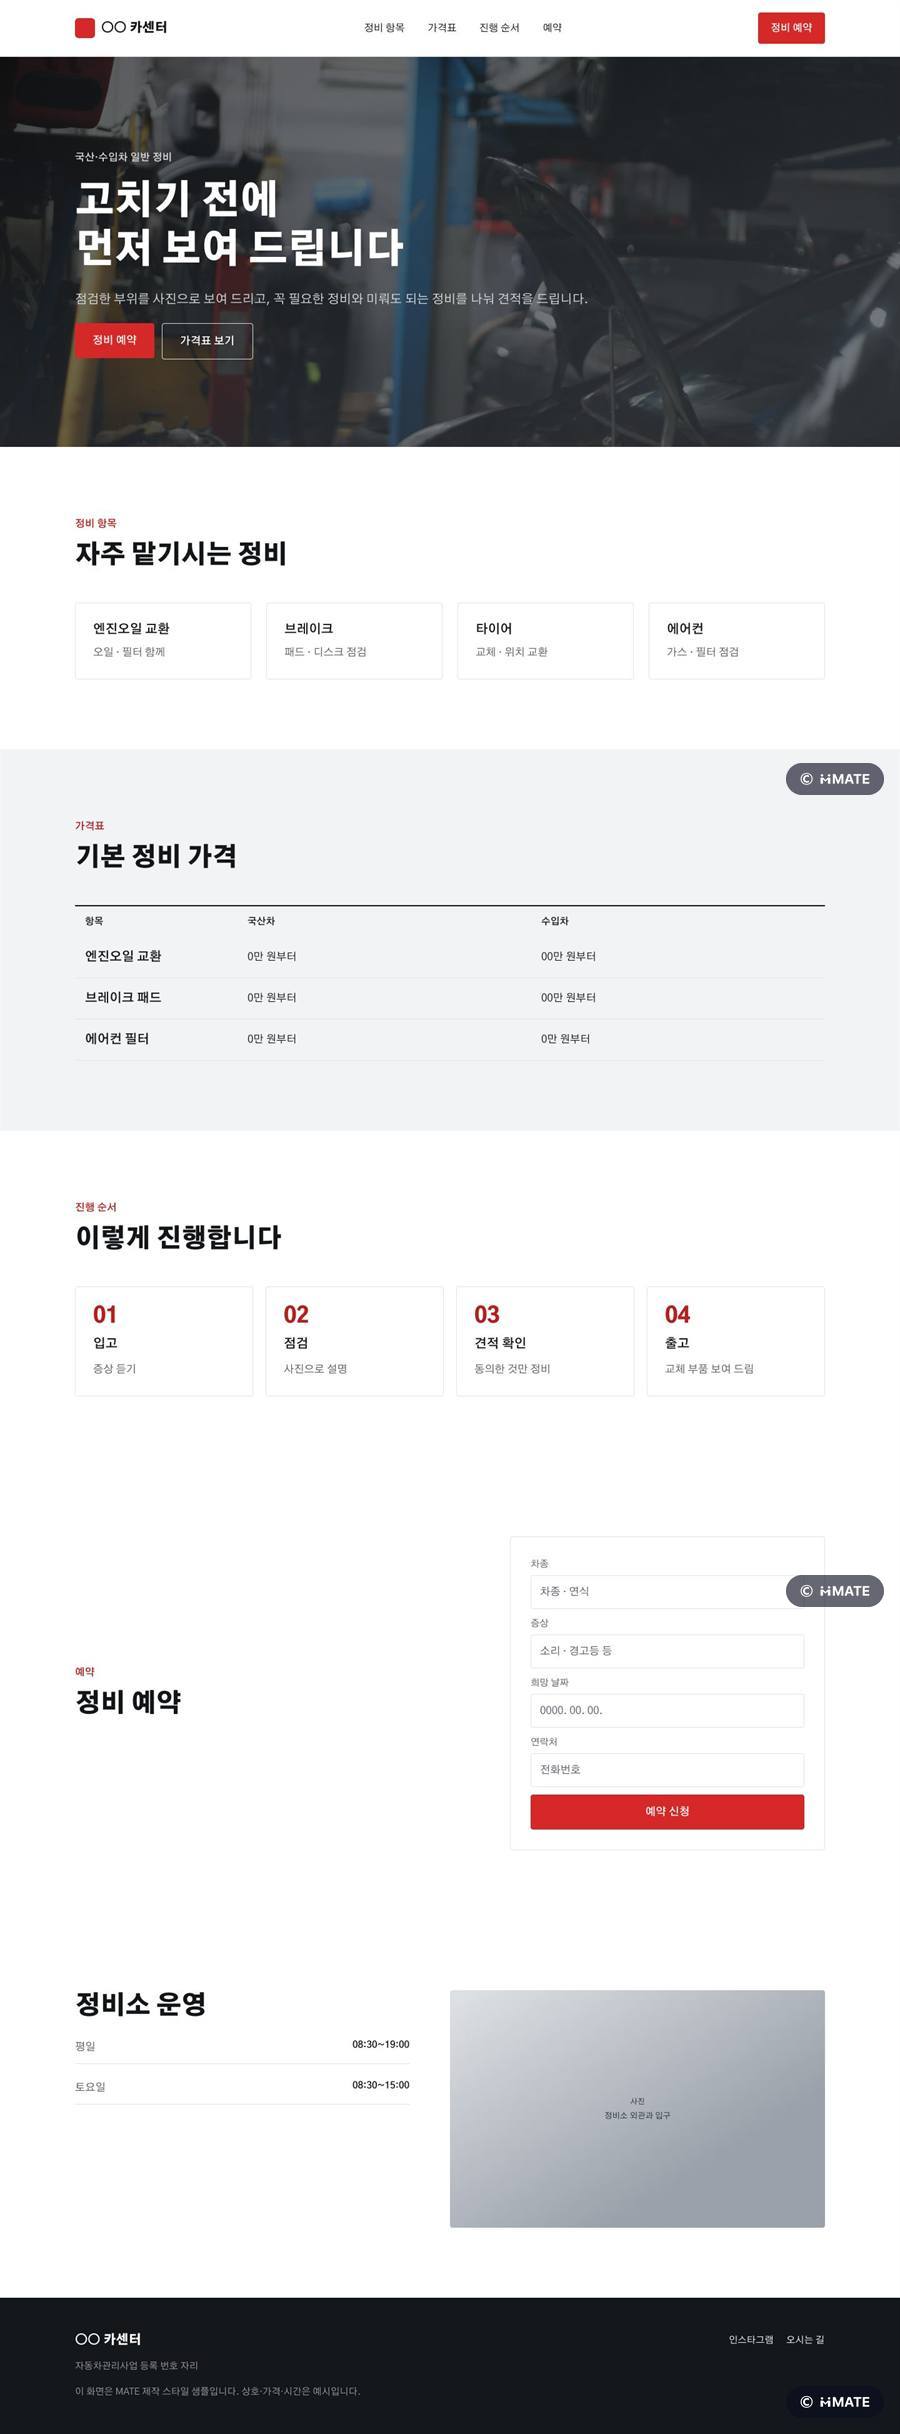 ○○ 카센터
정비 항목 가격표 진행 순서 예약
정비 예약
국산·수입차 일반 정비
고치기 전에
먼저 보여 드립니다
점검한 부위를 사진으로 보여 드리고, 꼭 필요한 정비와 미뤄도 되는 정비를 나눠 견적을 드립니다.
정비 예약 가격표 보기
정비 항목
자주 맡기시는 정비
엔진오일 교환
오일 · 필터 함께
브레이크
패드 · 디스크 점검
타이어
교체 · 위치 교환
에어컨
가스 · 필터 점검
© MATE
가격표
기본 정비 가격
항목 국산차 수입차
엔진오일 교환 0만 원부터 00만 원부터
브레이크 패드 0만 원부터 00만 원부터
에어컨 필터 0만 원부터 0만 원부터
진행 순서
이렇게 진행합니다
01
입고
증상 듣기
02
점검
사진으로 설명
03
견적 확인
동의한 것만 정비
04
출고
교체 부품 보여 드림
예약
정비 예약
차종
차종 · 연식
© MATE
증상
소리 · 경고등 등
희망 날짜
0000. 00. 00.
연락처
전화번호
예약 신청
정비소 운영
평일 08:30~19:00
토요일 08:30~15:00
사진
정비소 외관과 입구
○○ 카센터
인스타그램 오시는 길
자동차관리사업 등록 번호 자리
이 화면은 MATE 제작 스타일 샘플입니다. 상호·가격·시간은 예시입니다.
© MATE